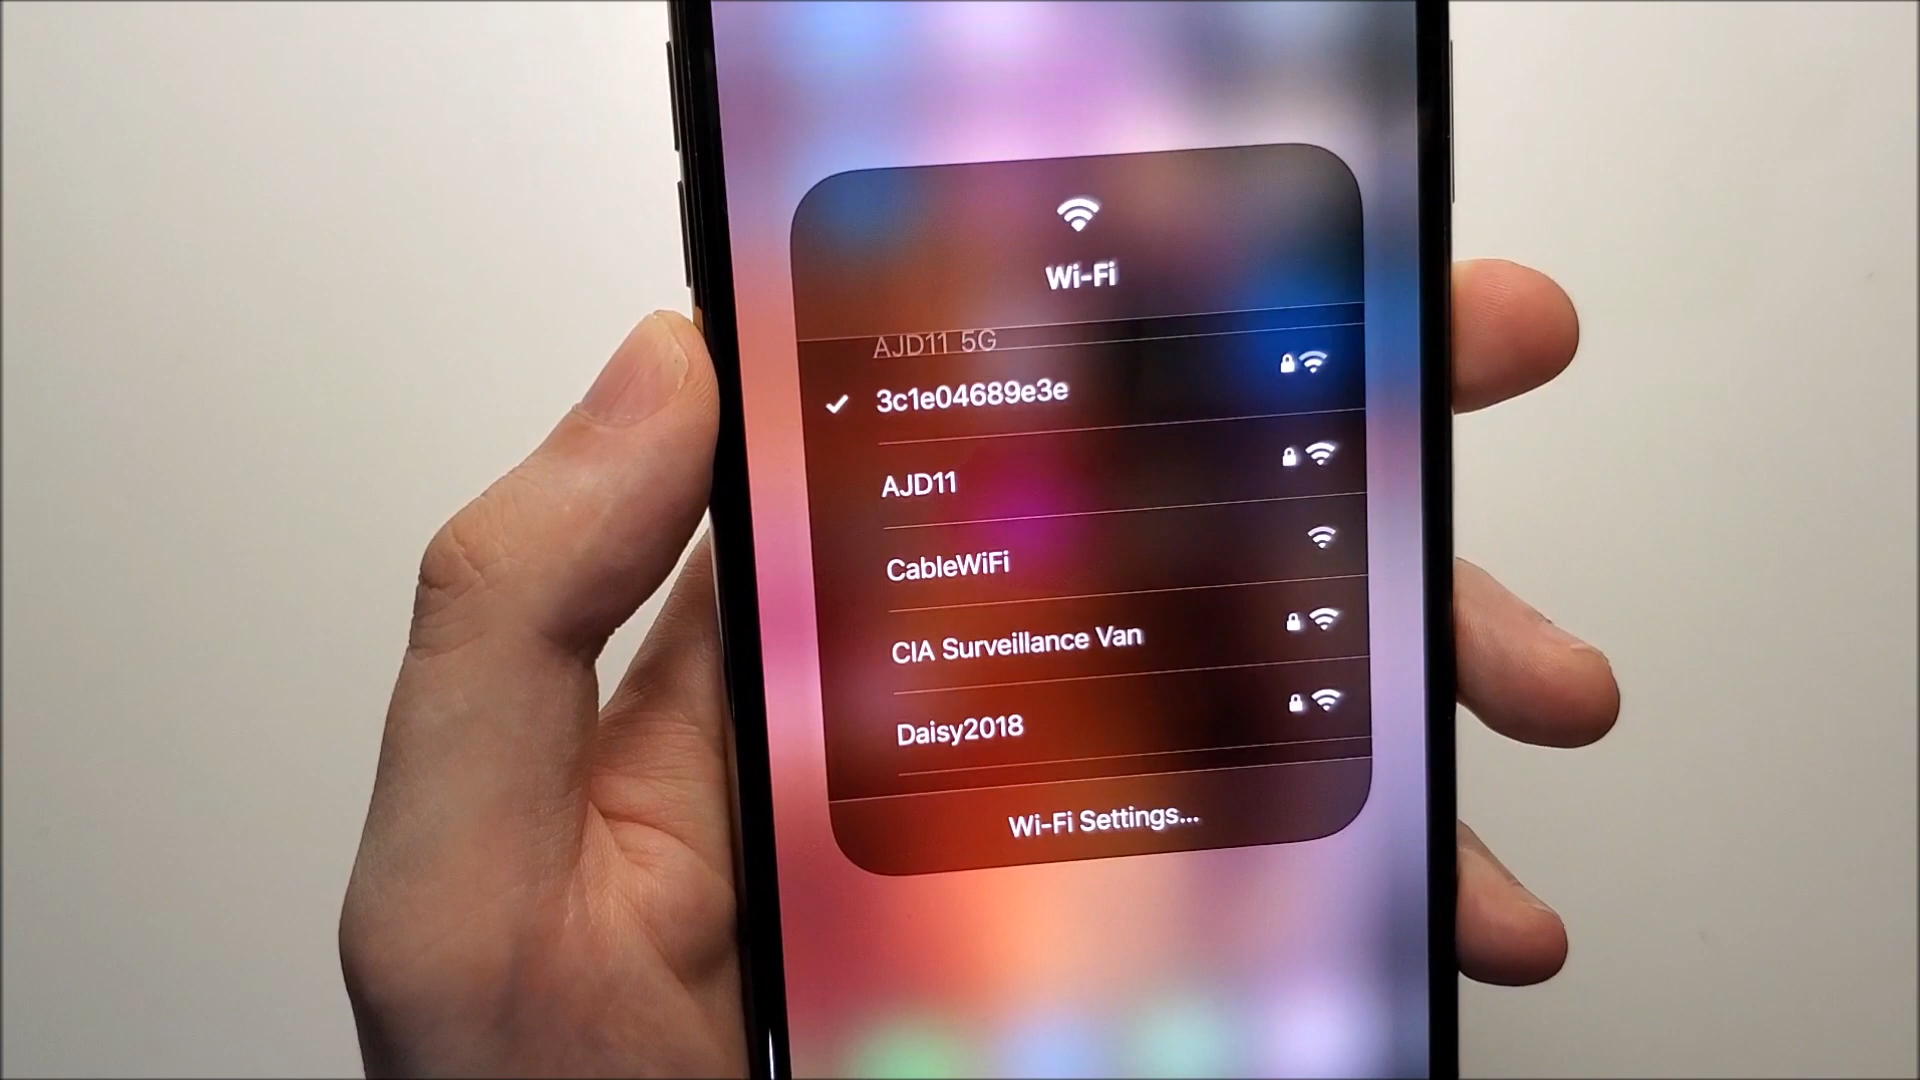 Wi-Fi
AJD11 5G
3c1e04689e3e
AJD11
CableWiFi
CIA Surveillance Van
Daisy2018
Wi-Fi Settings...